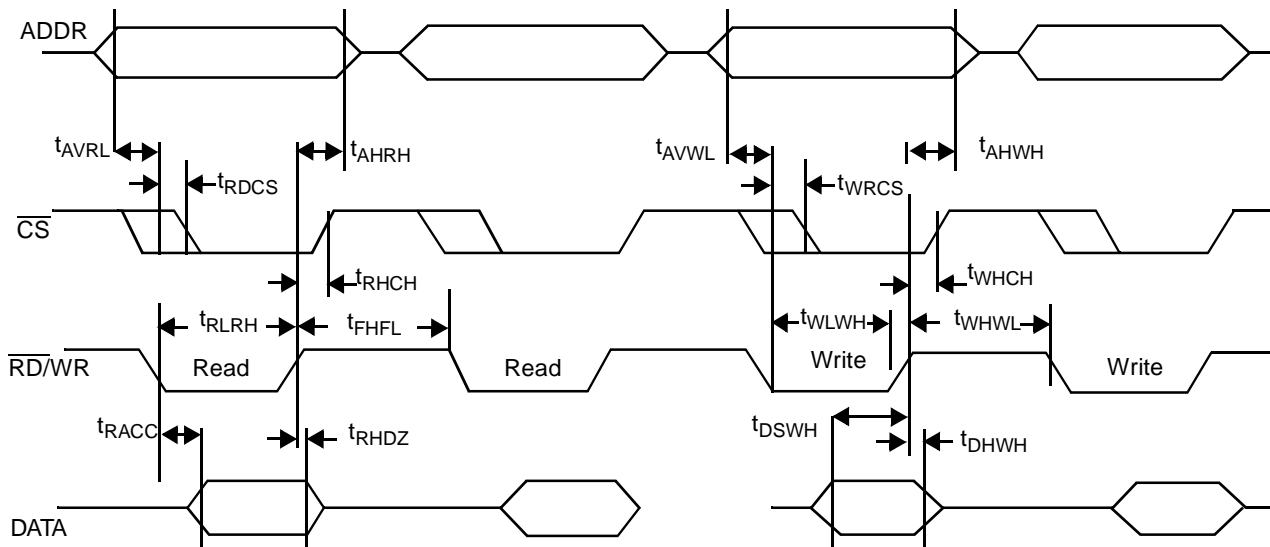 ADDR
tAVRL
tAHRH
tAVWL
tAHWH
tRDCS
tWRCS
CS
tRHCH
tWHCH
tRLRH
tFHFL
tWLWH
tWHWL
RD/WR
Read
Read
Write
Write
tRACC
tRHDZ
tDSWH
tDHWH
DATA